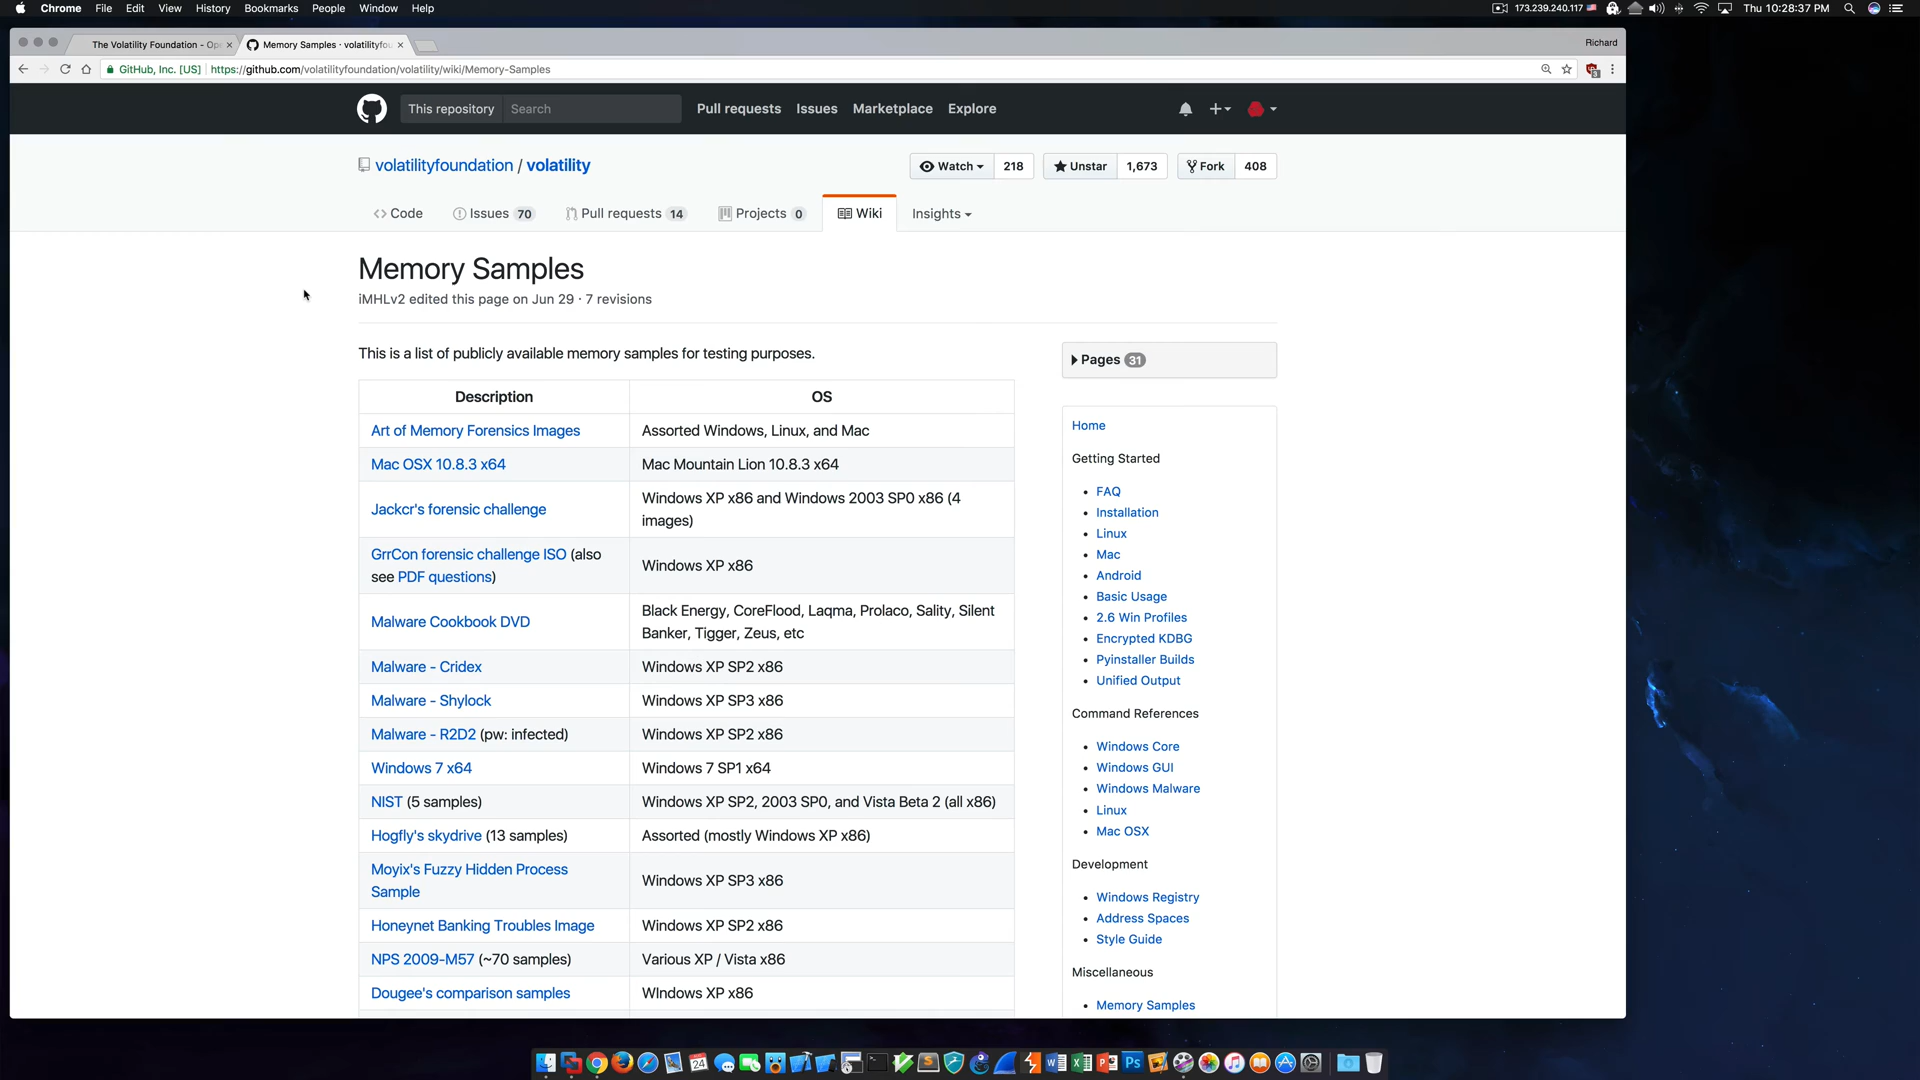 Chrome File Edit View History Bookmarks People Window Help
173.239.240.117
Thu 10:28:37 PM
The Volatility Foundation - Op
Memory Samples · volatilityfou
Richard
GitHub, Inc. [US] https://github.com/volatilityfoundation/volatility/wiki/Memory-Samples
This repository Search
Pull requests Issues Marketplace Explore
volatilityfoundation / volatility
Watch 218 Unstar 1,673 Fork 408
Code Issues 70 Pull requests 14 Projects 0 Wiki Insights
Memory Samples
iMHLv2 edited this page on Jun 29 · 7 revisions
This is a list of publicly available memory samples for testing purposes.
Description OS
Art of Memory Forensics Images Assorted Windows, Linux, and Mac
Mac OSX 10.8.3 x64 Mac Mountain Lion 10.8.3 x64
Jackcr's forensic challenge Windows XP x86 and Windows 2003 SP0 x86 (4
images)
GrrCon forensic challenge ISO (also
see PDF questions) Windows XP x86
Malware Cookbook DVD Black Energy, CoreFlood, Laqma, Prolaco, Sality, Silent
Banker, Tigger, Zeus, etc
Malware - Cridex Windows XP SP2 x86
Malware - Shylock Windows XP SP3 x86
Malware - R2D2 (pw: infected) Windows XP SP2 x86
Windows 7 x64 Windows 7 SP1 x64
NIST (5 samples) Windows XP SP2, 2003 SP0, and Vista Beta 2 (all x86)
Hogfly's skydrive (13 samples) Assorted (mostly Windows XP x86)
Moyix's Fuzzy Hidden Process
Sample Windows XP SP3 x86
Honeynet Banking Troubles Image Windows XP SP2 x86
NPS 2009-M57 (~70 samples) Various XP / Vista x86
Dougee's comparison samples WIndows XP x86
Pages 31
Home
Getting Started
FAQ
Installation
Linux
Mac
Android
Basic Usage
2.6 Win Profiles
Encrypted KDBG
Pyinstaller Builds
Unified Output
Command References
Windows Core
Windows GUI
Windows Malware
Linux
Mac OSX
Development
Windows Registry
Address Spaces
Style Guide
Miscellaneous
Memory Samples